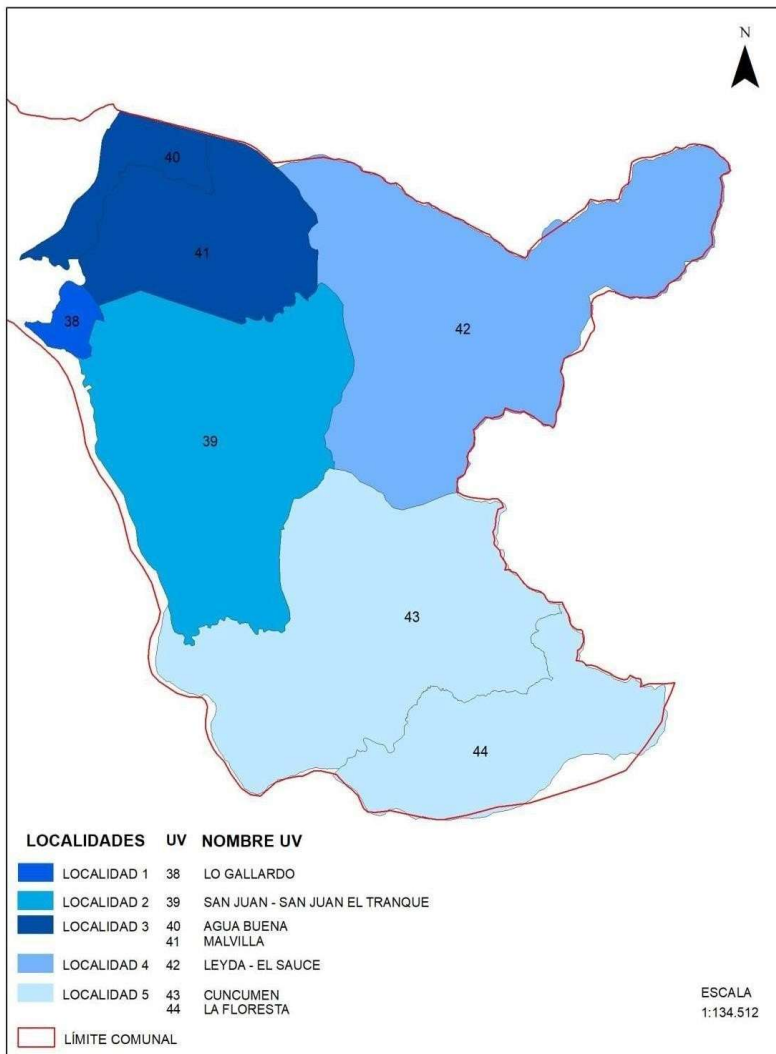 N
40
41
38
42
39
43
44
LOCALIDADES UV NOMBRE UV
LOCALIDAD 1 38 LO GALLARDO
LOCALIDAD 2 39 SAN JUAN - SAN JUAN EL TRANQUE
LOCALIDAD 3 40 AGUA BUENA
41 MALVILLA
LOCALIDAD 4 42 LEYDA - EL SAUCE
LOCALIDAD 5 43 CUNCUMEN
44 LA FLORESTA
LÍMITE COMUNAL
ESCALA
1:134.512